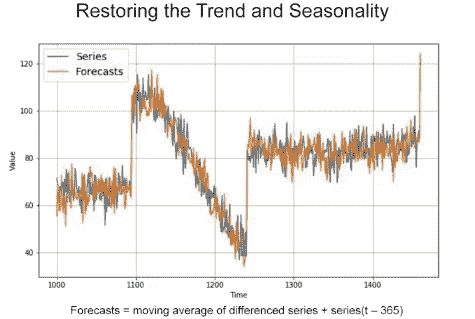 Restoring the Trend and Seasonality
Series
Forecasts
120
100
80
60
40
Value
1000
1100
1200
1300
1400
Time
Forecasts = moving average of differenced series + series(t – 365)